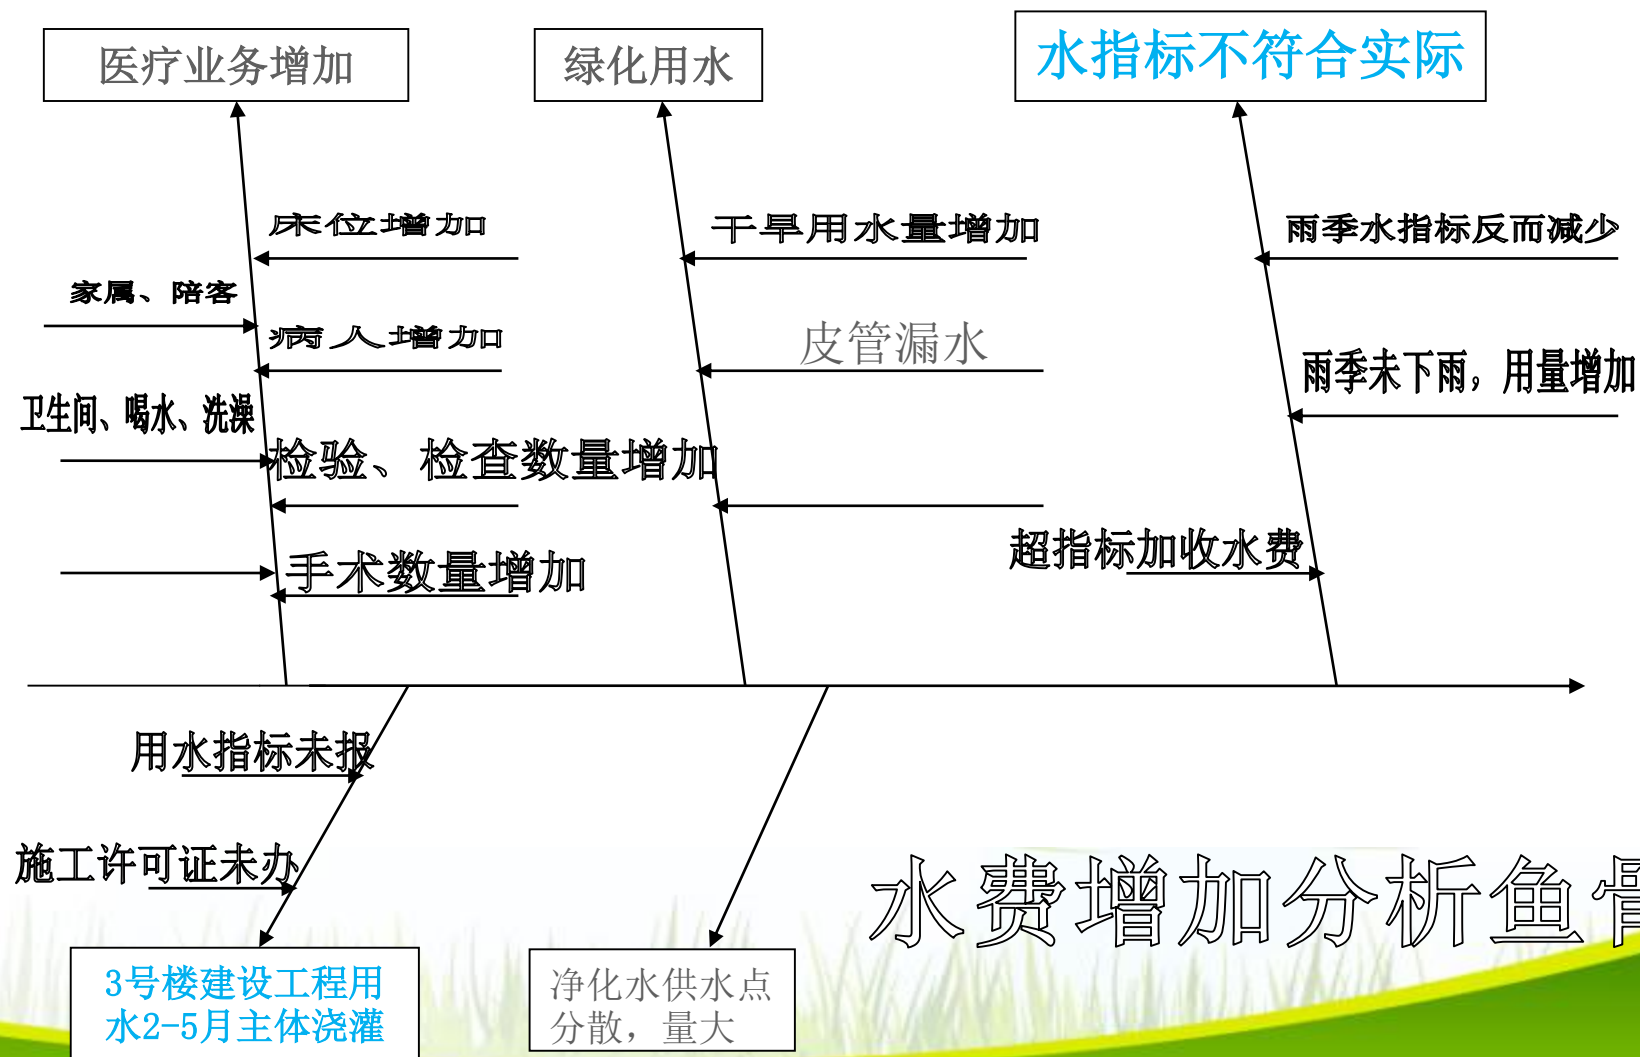 医疗业务增加
绿化用水
水指标不符合实际
床位增加
干旱用水量增加
雨季水指标反而减少
家属、陪客
病人增加
皮管漏水
雨季未下雨，用量增加
卫生间、喝水、洗澡
检验、检查数量增加
手术数量增加
超指标加收水费
用水指标未报
施工许可证未办
水费增加分析鱼骨
3号楼建设工程用
水2-5月主体浇灌
净化水供水点
分散，量大